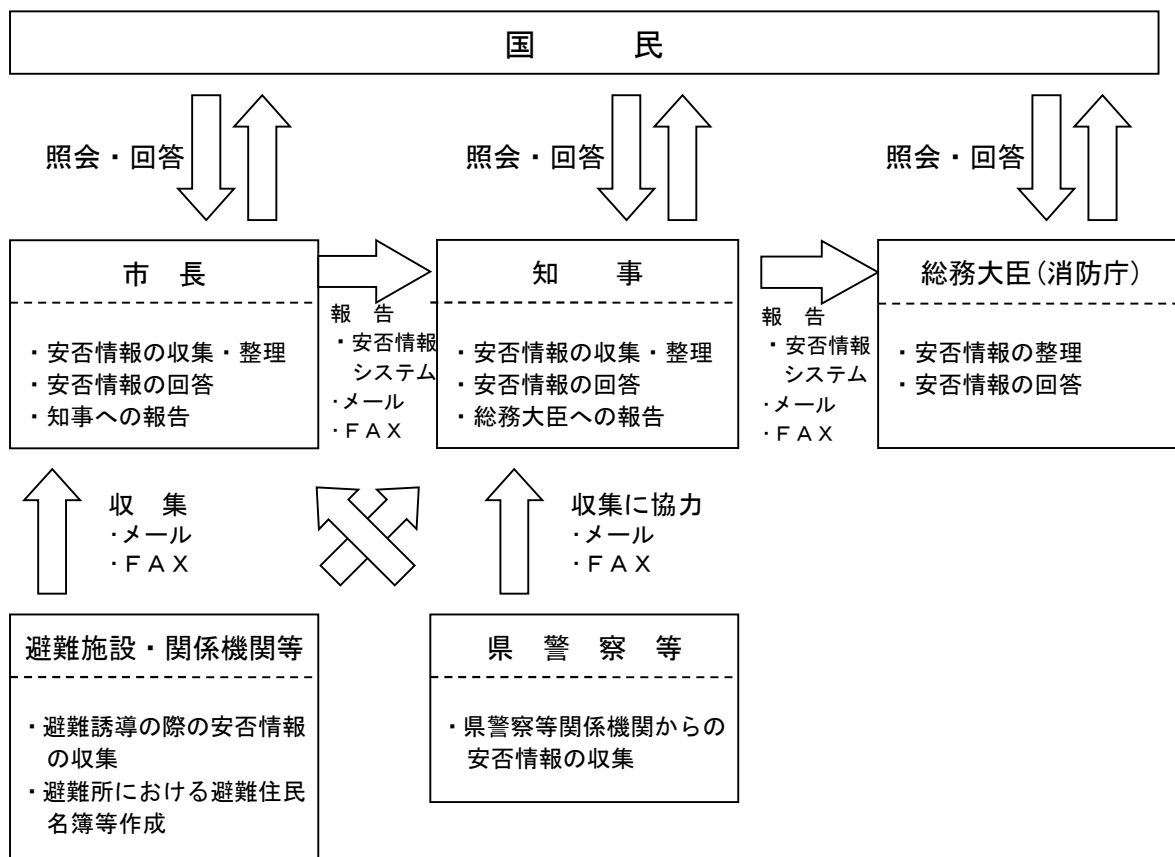 国　民
照会・回答
照会・回答
照会・回答
市　長
・安否情報の収集・整理
・安否情報の回答
・知事への報告
報　告
・安否情報
システム
・メール
・ＦＡＸ
知　事
・安否情報の収集・整理
・安否情報の回答
・総務大臣への報告
報　告
・安否情報
システム
・メール
・ＦＡＸ
総務大臣（消防庁）
・安否情報の整理
・安否情報の回答
収　集
・メール
・ＦＡＸ
収集に協力
・メール
・ＦＡＸ
避難施設・関係機関等
・避難誘導の際の安否情報
の収集
・避難所における避難住民
名簿等作成
県　警　察　等
・県警察等関係機関からの
安否情報の収集